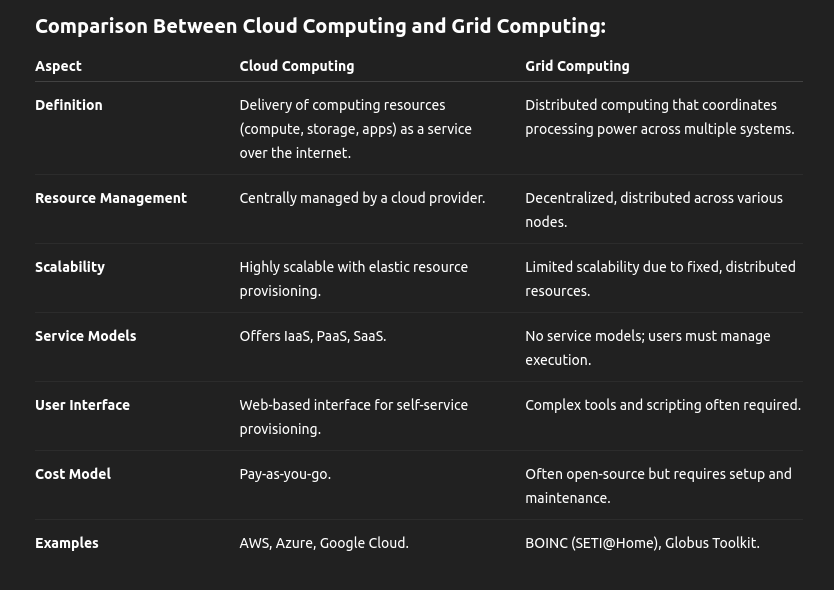 Comparison Between Cloud Computing and Grid Computing:
Aspect Cloud Computing Grid Computing
Definition Delivery of computing resources Distributed computing that coordinates
(compute, storage, apps) as a service processing power across multiple systems.
over the internet.
Resource Management Centrally managed by a cloud provider. Decentralized, distributed across various
nodes.
Scalability Highly scalable with elastic resource Limited scalability due to fixed, distributed
provisioning. resources.
Service Models Offers IaaS, PaaS, SaaS. No service models; users must manage
execution.
User Interface Web-based interface for self-service Complex tools and scripting often required.
provisioning.
Cost Model Pay-as-you-go. Often open-source but requires setup and
maintenance.
Examples AWS, Azure, Google Cloud. BOINC (SETI@Home), Globus Toolkit.